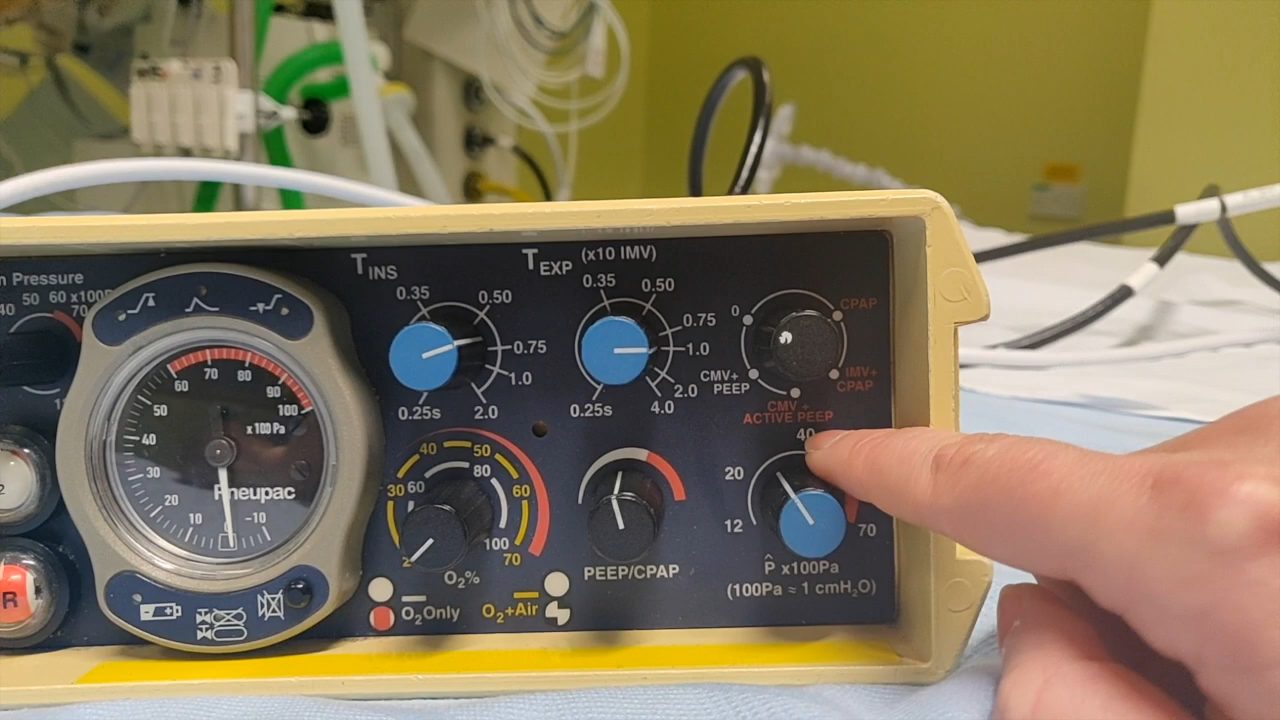 n Pressure
40 50 60 x100P
70
60 70 80 90 100
50
40
30
20
10 0 -10
x100 Pa
Pneupac
2
R
TINS
0.35 0.50
0.75
1.0
0.25s 2.0
TEXP (x10 IMV)
0.35 0.50
0.75
1.0
2.0
0.25s 4.0
0 CPAP
CMV+
PEEP
IMV+
CPAP
CMV +
ACTIVE PEEP
40 50
30 60 80 60
100
70
O2%
O2Only O2+Air
PEEP/CPAP
40
20
12 70
P̂ x100Pa
(100Pa ≈ 1 cmH2O)